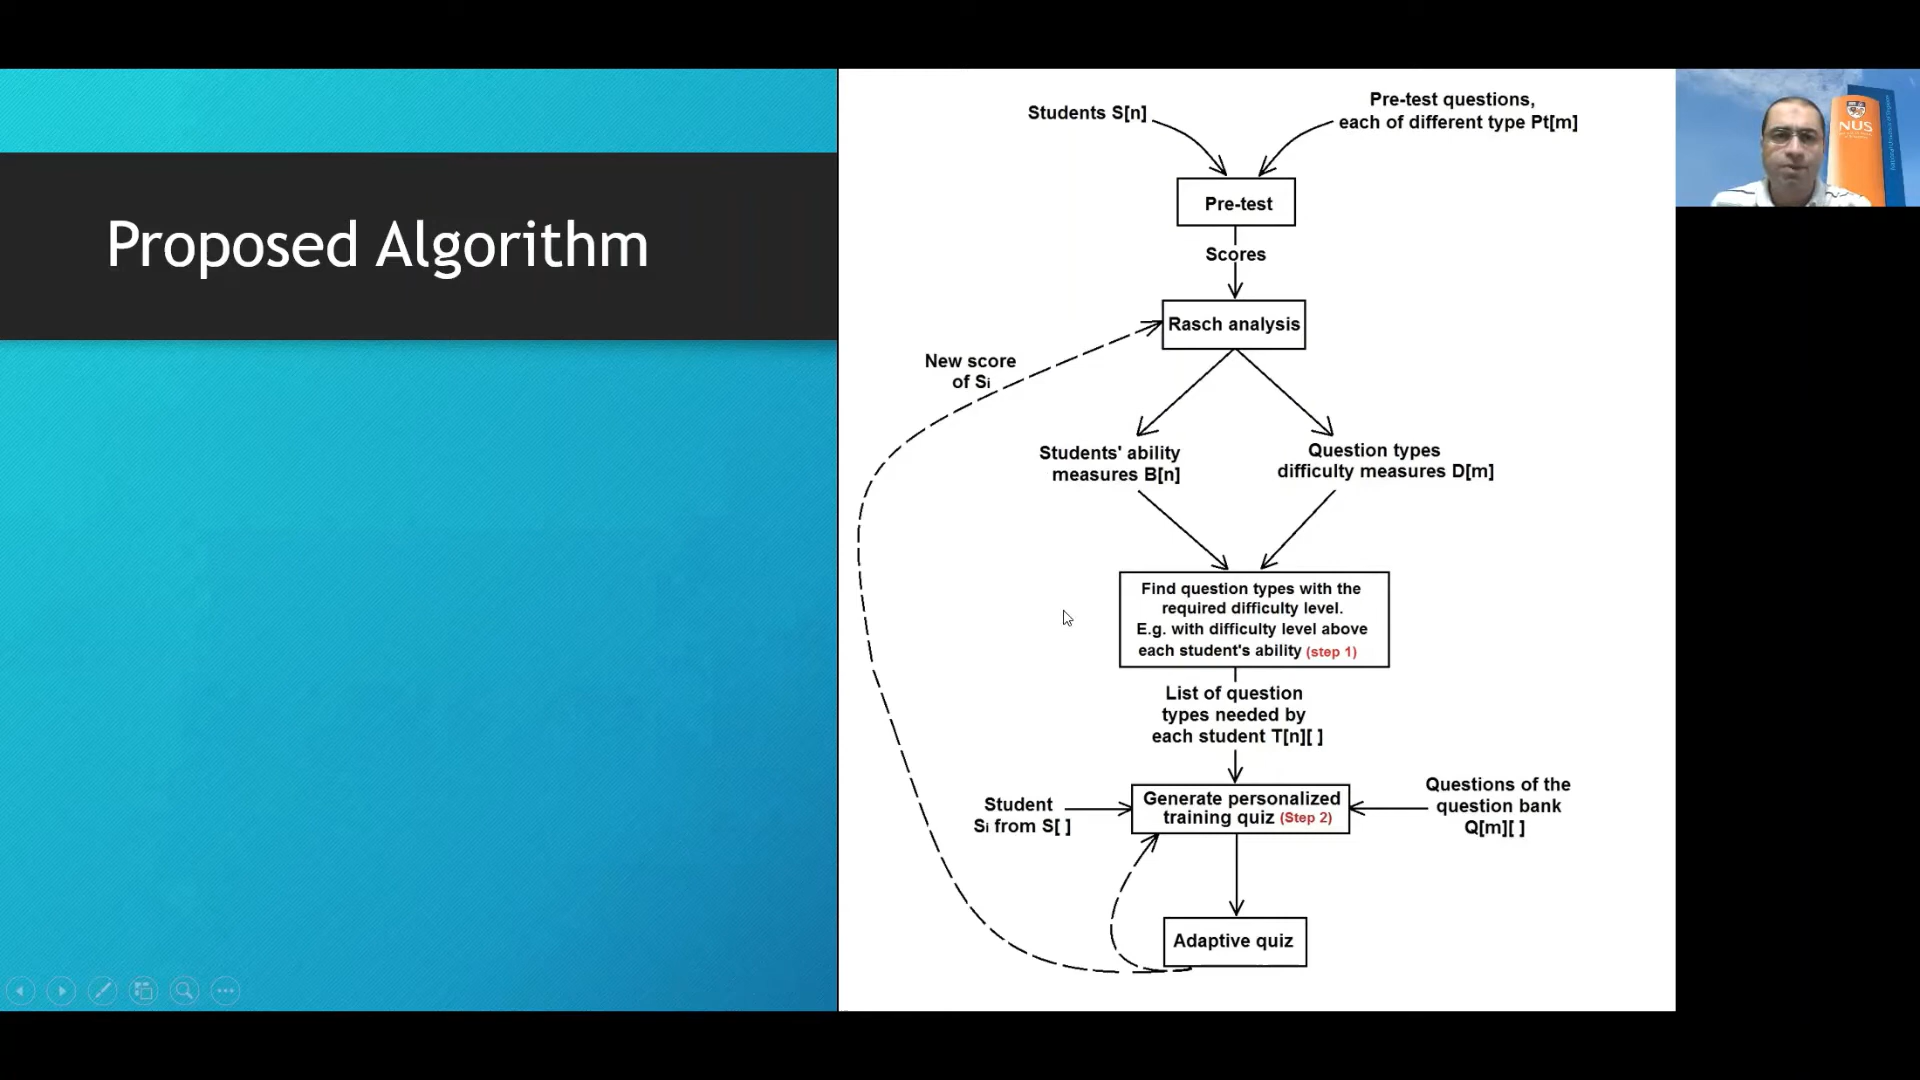 Proposed Algorithm
Students S[n]
Pre-test questions,
each of different type Pt[m]
Pre-test
Scores
Rasch analysis
New score
of Si
Students' ability
measures B[n]
Question types
difficulty measures D[m]
Find question types with the
required difficulty level.
E.g. with difficulty level above
each student's ability (step 1)
List of question
types needed by
each student T[n][ ]
Student
Si from S[ ]
Generate personalized
training quiz (Step 2)
Questions of the
question bank
Q[m][ ]
Adaptive quiz
NUS